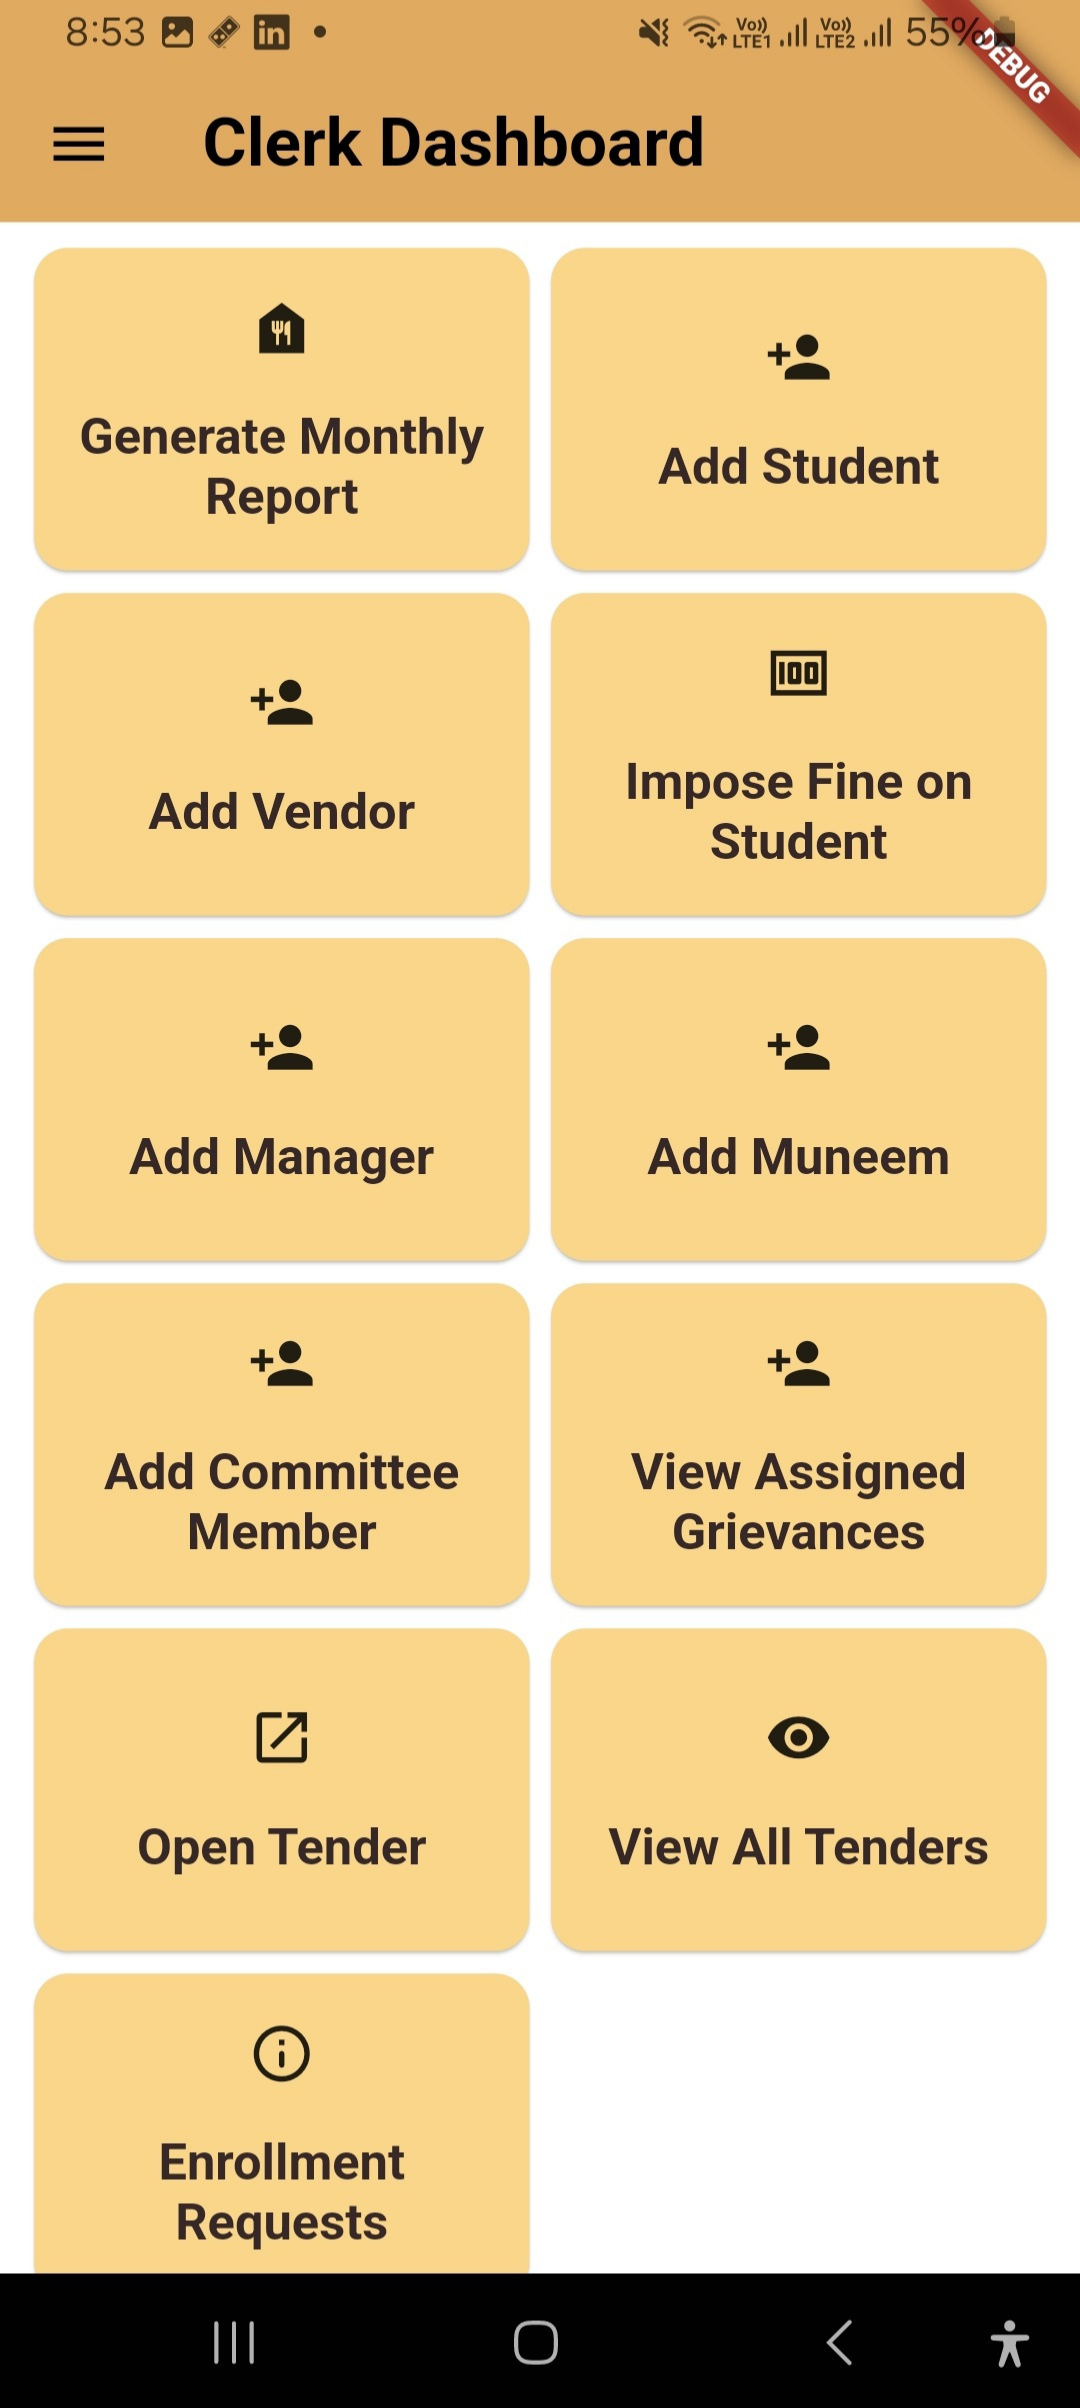 8:53 in Vo)) LTE1 Vo)) LTE2 55%
DEBUG
Clerk Dashboard
Generate Monthly
Report
Add Student
Add Vendor
100
Impose Fine on
Student
Add Manager
Add Muneem
Add Committee
Member
View Assigned
Grievances
Open Tender
View All Tenders
Enrollment
Requests